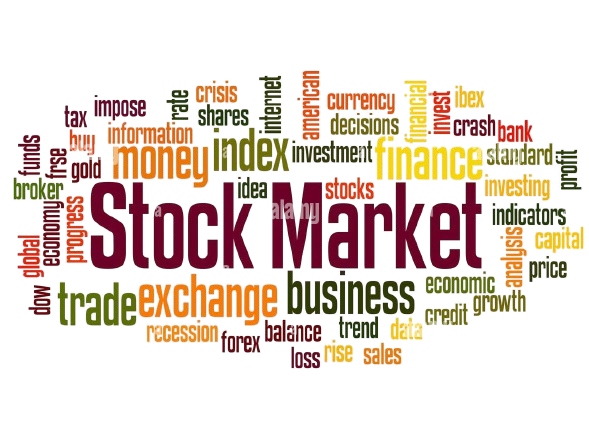 tax
impose
rate
crisis
shares
internet
american
currency
decisions
financial
invest
ibex
crash
bank
funds
frse
buy
information
gold
money
index
investment
finance
standard
profit
broker
idea
stocks
investing
economy
progress
Stock Market
alamy
a
indicators
global
analysis
capital
price
dow
trade
exchange
business
economic
growth
credit
recession
forex
balance
trend
data
loss
rise
sales